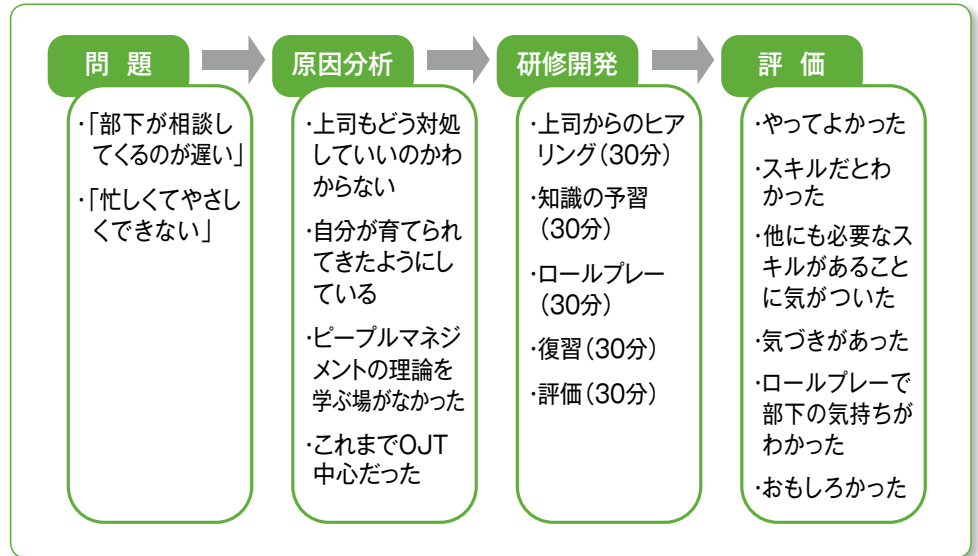 問 題
・「部下が相談し
てくるのが遅い」
・「忙しくてやさし
くできない」
原因分析
・上司もどう対処
していいのかわ
からない
・自分が育てられ
てきたようにし
ている
・ピープルマネジ
メントの理論を
学ぶ場がなかった
・これまでOJT
中心だった
研修開発
・上司からのヒア
リング（30分）
・知識の予習
（30分）
・ロールプレー
（30分）
・復習（30分）
・評価（30分）
評 価
・やってよかった
・スキルだとわ
かった
・他にも必要なス
キルがあること
に気がついた
・気づきがあった
・ロールプレーで
部下の気持ちが
わかった
・おもしろかった